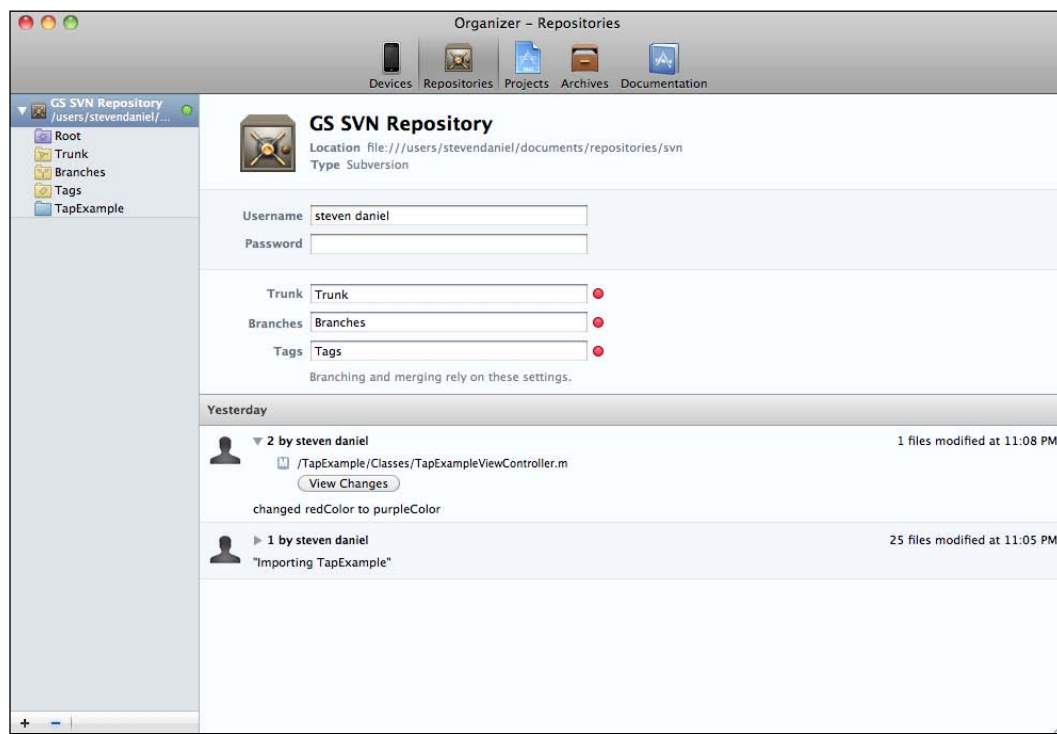 Organizer – Repositories
Devices Repositories Projects Archives Documentation
GS SVN Repository
/users/stevendaniel/...
Root
Trunk
Branches
Tags
TapExample
GS SVN Repository
Location file:///users/stevendaniel/documents/repositories/svn
Type Subversion
Username steven daniel
Password
Trunk Trunk
Branches Branches
Tags Tags
Branching and merging rely on these settings.
Yesterday
2 by steven daniel 1 files modified at 11:08 PM
M /TapExample/Classes/TapExampleViewController.m
View Changes
changed redColor to purpleColor
1 by steven daniel 25 files modified at 11:05 PM
"Importing TapExample"